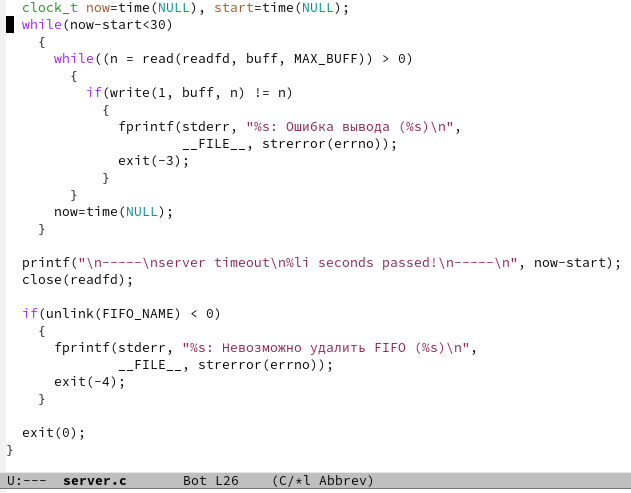 clock_t now=time(NULL), start=time(NULL);
while(now-start<30)
{
while((n = read(readfd, buff, MAX_BUFF)) > 0)
{
if(write(1, buff, n) != n)
{
fprintf(stderr, "%s: Ошибка вывода (%s)\n",
__FILE__, strerror(errno));
exit(-3);
}
}
now=time(NULL);
}
printf("\n-----\nserver timeout\n%li seconds passed!\n-----\n", now-start);
close(readfd);
if(unlink(FIFO_NAME) < 0)
{
fprintf(stderr, "%s: Невозможно удалить FIFO (%s)\n",
__FILE__, strerror(errno));
exit(-4);
}
exit(0);
}
U:--- server.c Bot L26 (C/*l Abbrev)